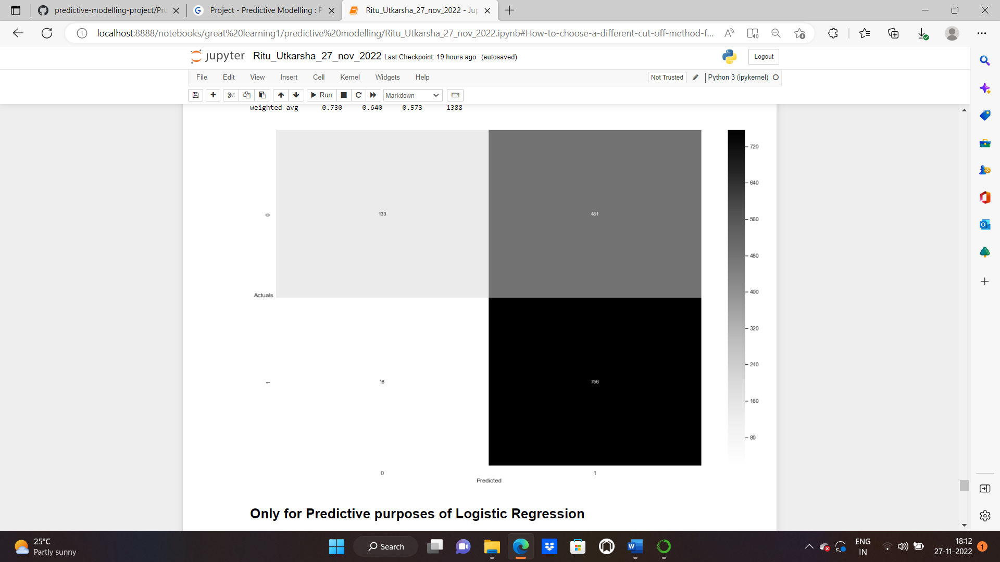 predictive-modelling-project/Pro
Project - Predictive Modelling : P
Ritu_Utkarsha_27_nov_2022 - Jup
localhost:8888/notebooks/great%20learning1/predictive%20modelling/Ritu_Utkarsha_27_nov_2022.ipynb#How-to-choose-a-different-cut-off-method-f...
jupyter Ritu_Utkarsha_27_nov_2022 Last Checkpoint: 19 hours ago (autosaved)
Logout
File Edit View Insert Cell Kernel Widgets Help
Not Trusted
Python 3 (ipykernel)
Run
Markdown
weighted avg 0.730 0.640 0.573 1388
720
640
133
481
0
560
480
Actuals
400
320
240
18
756
1
160
80
0
1
Predicted
Only for Predictive purposes of Logistic Regression
25°C
Partly sunny
Search
ENG
IN
18:12
27-11-2022
1